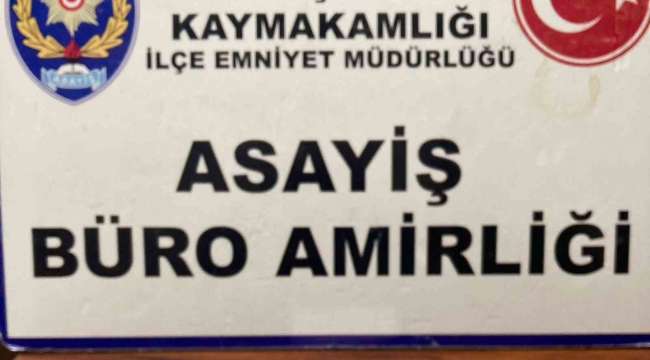 KAYMAKAMLIĞI
İLÇE EMNİYET MÜDÜRLÜĞÜ
ASAYİŞ
BÜRO AMİRLİĞİ